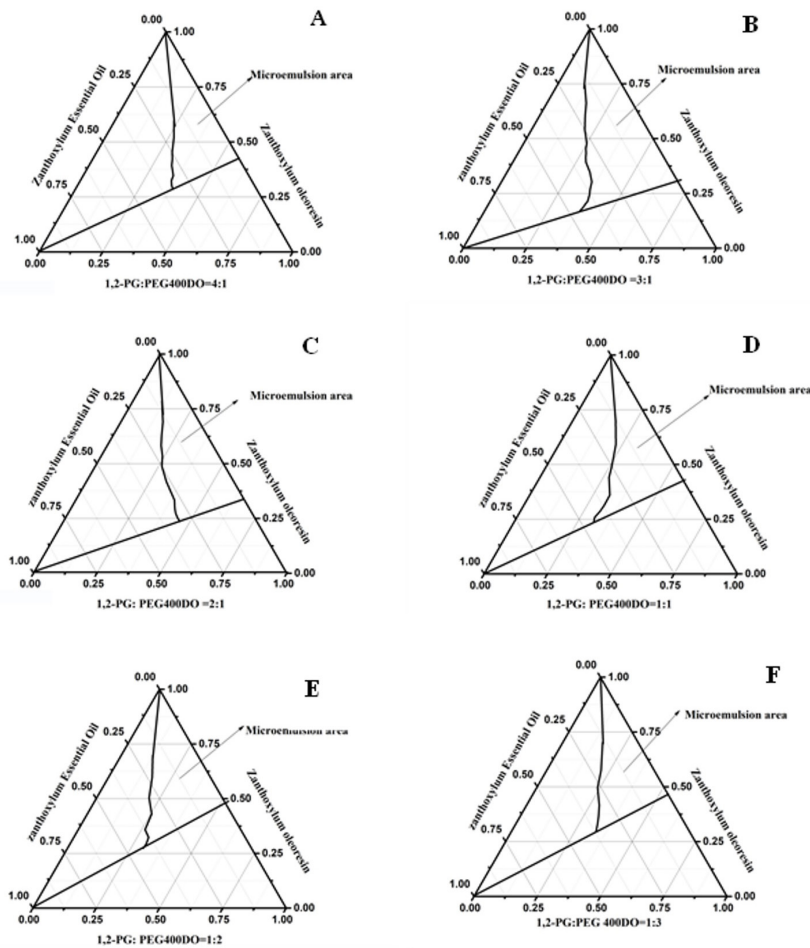 A
0.00
1.00
0.25
0.75
Microemulsion area
Zanthoxylum Essential Oil
0.50
0.50
Zanthoxylum oleoresin
0.75
0.25
1.00
0.00
0.00 0.25 0.50 0.75 1.00
1,2-PG:PEG400DO=4:1
B
0.00
1.00
0.25
0.75
Microemulsion area
Zanthoxylum Essential Oil
0.50
0.50
Zanthoxylum oleoresin
0.75
0.25
1.00
0.00
0.00 0.25 0.50 0.75 1.00
1,2-PG:PEG400DO =3:1
C
0.00
1.00
0.25
0.75
Microemulsion area
zanthoxylum Essential Oil
0.50
0.50
Zanthoxylum oleoresin
0.75
0.25
1.00
0.00
0.00 0.25 0.50 0.75 1.00
1,2-PG: PEG400DO =2:1
D
0.00
1.00
0.25
0.75
Microemulsion area
zanthoxylum Essential Oil
0.50
0.50
Zanthoxylum oleoresin
0.75
0.25
1.00
0.00
0.00 0.25 0.50 0.75 1.00
1,2-PG: PEG400DO=1:1
E
0.00
1.00
0.25
0.75
Microemulsion area
zanthoxylum Essential Oil
0.50
0.50
Zanthoxylum oleoresin
0.75
0.25
1.00
0.00
0.00 0.25 0.50 0.75 1.00
1,2-PG: PEG400DO=1:2
F
0.00
1.00
0.25
0.75
Microemulsion area
zanthoxylum Essential Oil
0.50
0.50
Zanthoxylum oleoresin
0.75
0.25
1.00
0.00
0.00 0.25 0.50 0.75 1.00
1,2-PG:PEG 400DO=1:3